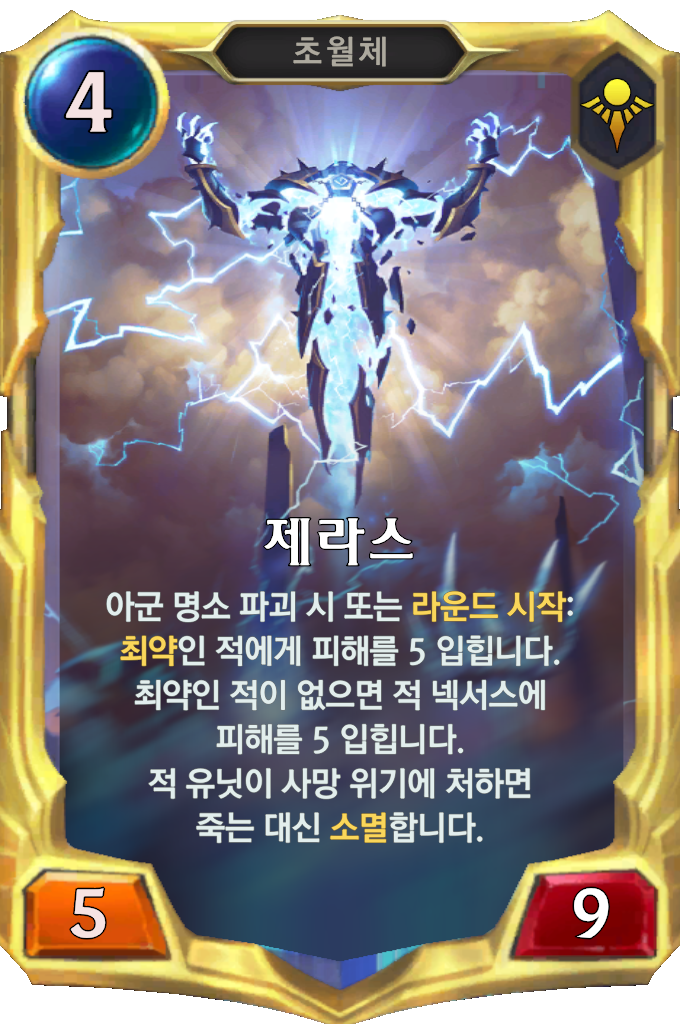 초월체
4
제라스
아군 명소 파괴 시 또는 라운드 시작:
최약인 적에게 피해를 5 입힙니다.
최약인 적이 없으면 적 넥서스에
피해를 5 입힙니다.
적 유닛이 사망 위기에 처하면
죽는 대신 소멸합니다.
5
9